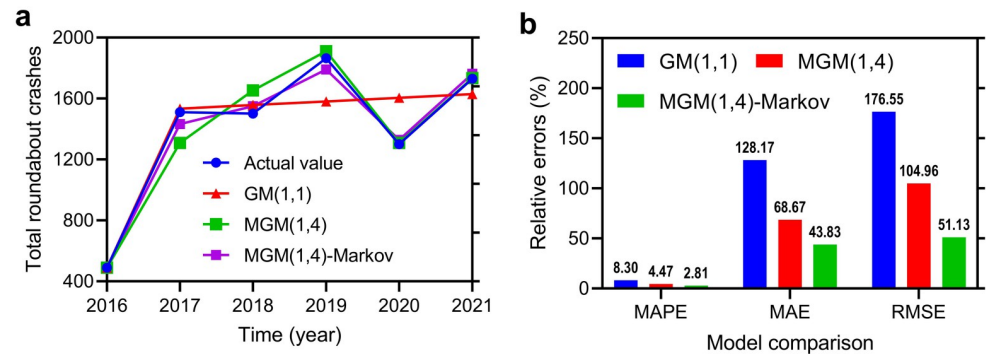 a
Total roundabout crashes
2000
1600
1200
800
400
Actual value
GM(1,1)
MGM(1,4)
MGM(1,4)-Markov
2016 2017 2018 2019 2020 2021
Time (year)
b
Relative errors (%)
250
200
150
100
50
0
GM(1,1) MGM(1,4)
MGM(1,4)-Markov
8.30 4.47 2.81
128.17 68.67 43.83
176.55 104.96 51.13
MAPE MAE RMSE
Model comparison